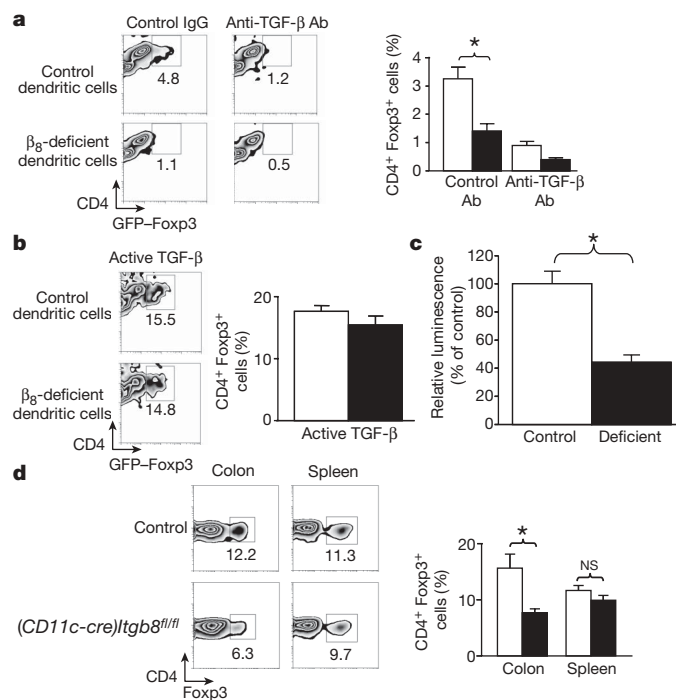 a
Control IgG
Anti-TGF-β Ab
Control
dendritic cells
4.8
1.2
β₈-deficient
dendritic cells
1.1
0.5
CD4
GFP–Foxp3
CD4⁺ Foxp3⁺ cells (%)
5
4
3
2
1
0
*
Control
Ab
Anti-TGF-β
Ab
b
Active TGF-β
Control
dendritic cells
15.5
β₈-deficient
dendritic cells
14.8
CD4
GFP–Foxp3
CD4⁺ Foxp3⁺
cells (%)
20
10
0
Active TGF-β
c
Relative luminescence
(% of control)
120
100
80
60
40
20
0
*
Control
Deficient
d
Colon
Spleen
Control
12.2
11.3
(CD11c-cre)Itgb8fl/fl
6.3
9.7
CD4
Foxp3
CD4⁺ Foxp3⁺
cells (%)
20
10
0
*
NS
Colon
Spleen